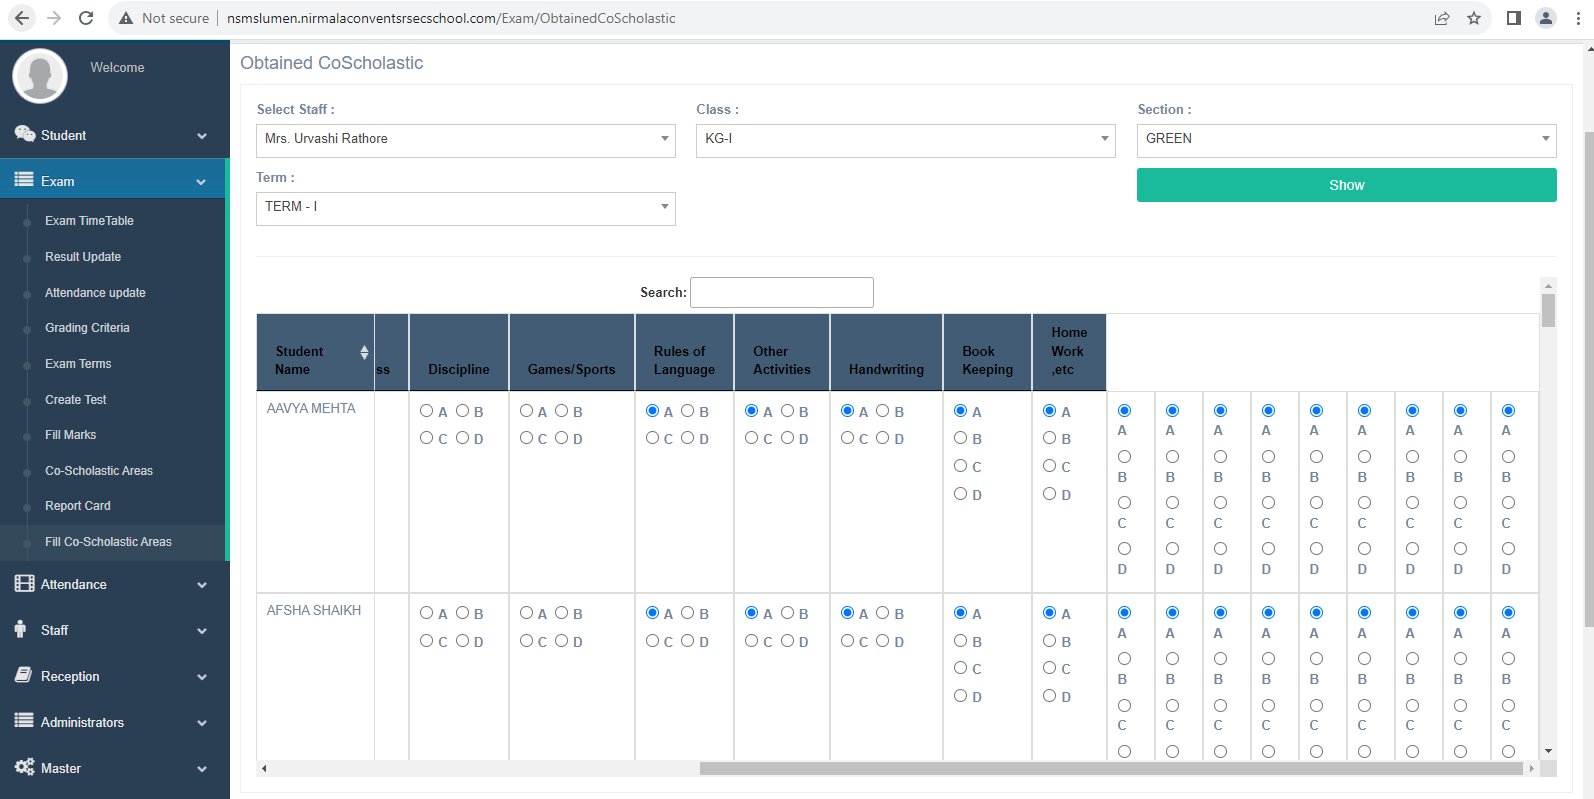 Not secure | nsmslumen.nirmalaconventsrsecschool.com/Exam/ObtainedCoScholastic
Welcome
Student
Exam
Exam TimeTable
Result Update
Attendance update
Grading Criteria
Exam Terms
Create Test
Fill Marks
Co-Scholastic Areas
Report Card
Fill Co-Scholastic Areas
Attendance
Staff
Reception
Administrators
Master
Obtained CoScholastic
Select Staff :
Class :
Section :
Mrs. Urvashi Rathore
KG-I
GREEN
Term :
TERM - I
Show
Search:
Student Name
ss
Discipline
Games/Sports
Rules of Language
Other Activities
Handwriting
Book Keeping
Home Work ,etc
AAVYA MEHTA
A B A B A B A B A B A A
C D C D C D C D C D B B
C C
D D
A A A A A A A A A
B B B B B B B B B
C C C C C C C C C
D D D D D D D D D
AFSHA SHAIKH
A B A B A B A B A B A A
C D C D C D C D C D B B
C C
D D
A A A A A A A A A
B B B B B B B B B
C C C C C C C C C